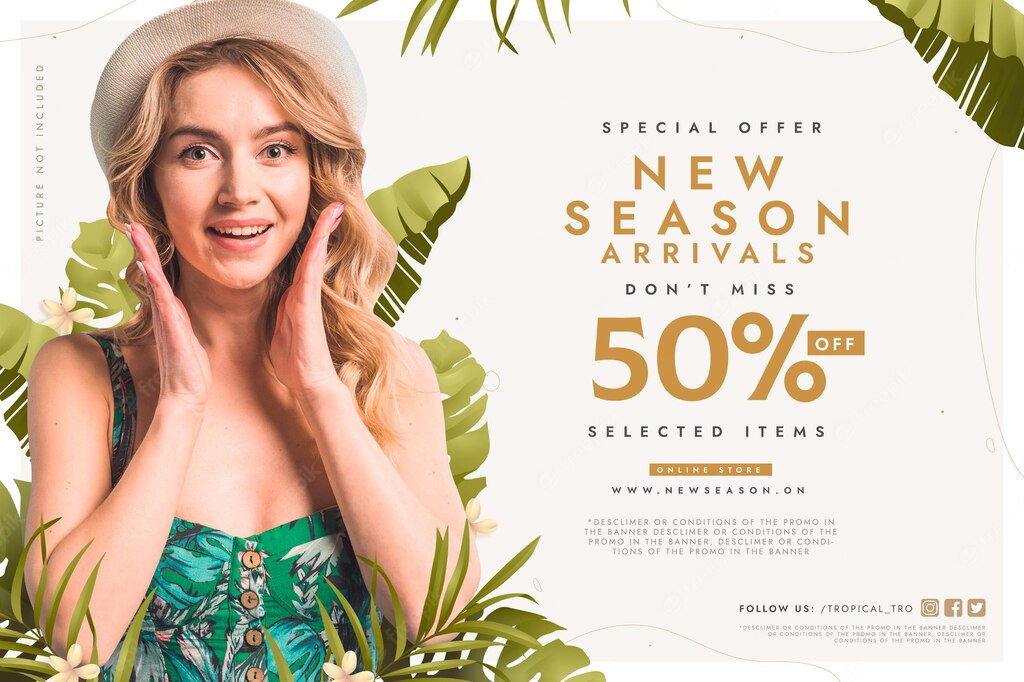 PICTURE NOT INCLUDED
SPECIAL OFFER
NEW
SEASON
ARRIVALS
DON'T MISS
50% OFF
SELECTED ITEMS
ONLINE STORE
WWW.NEWSEASON.ON
*DESCLIMER OR CONDITIONS OF THE PROMO IN
THE BANNER DESCLIMER OR CONDITIONS OF THE
PROMO IN THE BANNER, DESCLIMER OR CONDI-
TIONS OF THE PROMO IN THE BANNER
FOLLOW US: /TROPICAL_TRO
*DESCLIMER OR CONDITIONS OF THE PROMO IN THE BANNER DESCLIMER
OR CONDITIONS OF THE PROMO IN THE BANNER, DESCLIMER OR
CONDITIONS OF THE PROMO IN THE BANNER